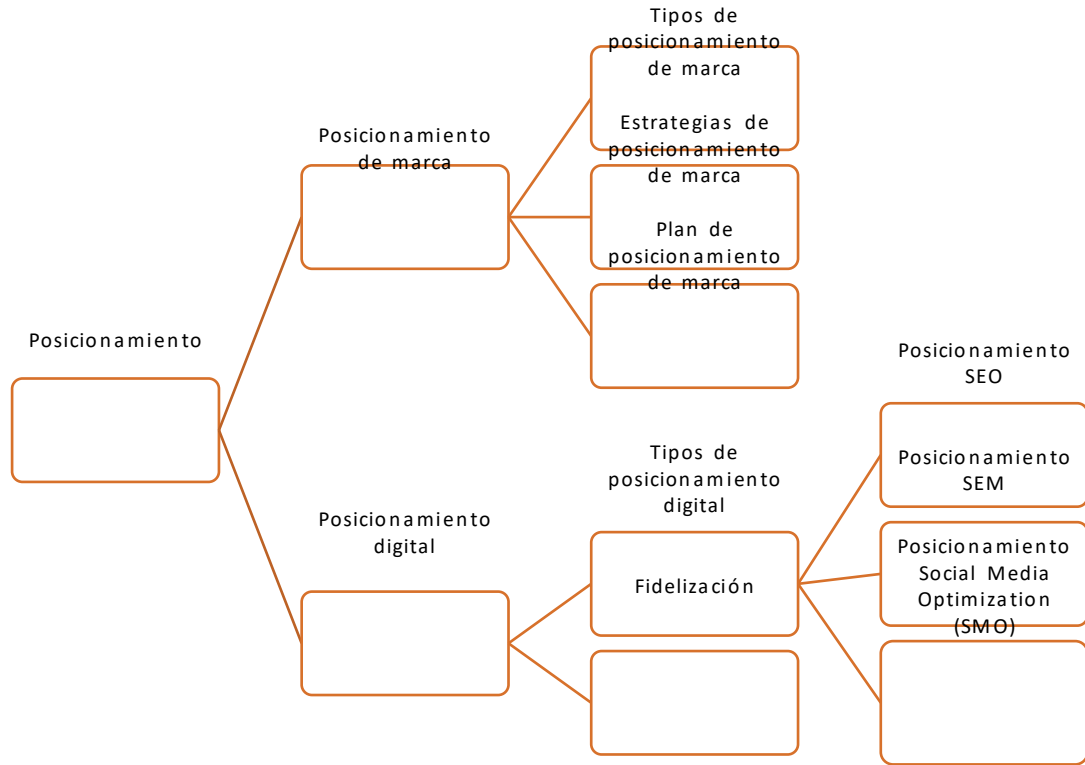 Tipos de
posicionamiento
de marca
Estrategias de
posicionamiento
de marca
Plan de
posicionamiento
de marca
Posicionamiento
de marca
Posicionamiento
Posicionamiento
digital
Tipos de
posicionamiento
digital
Fidelización
Posicionamiento
SEO
Posicionamiento
SEM
Posicionamiento
Social Media
Optimization
(SMO)